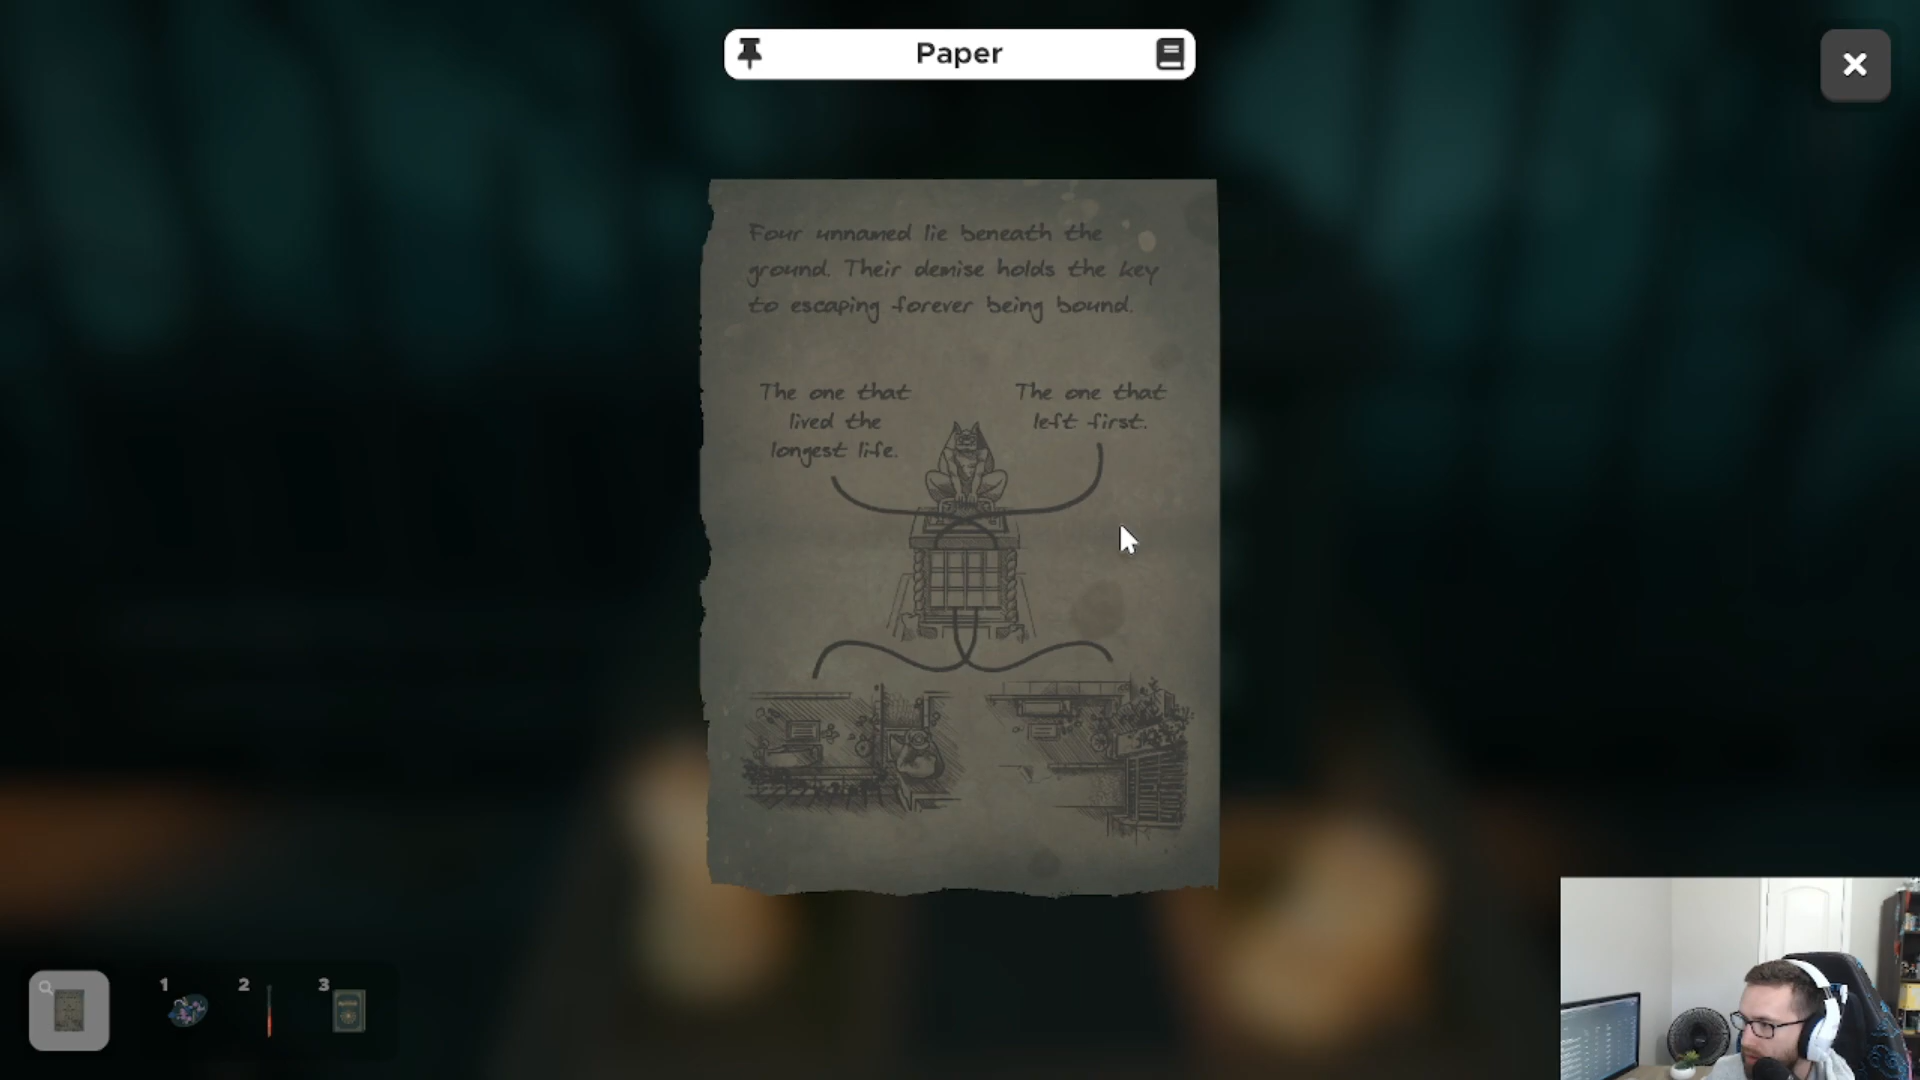 Paper
Four unnamed lie beneath the
ground. Their demise holds the key
to escaping forever being bound.
The one that
lived the
longest life.
The one that
left first.
1
2
3